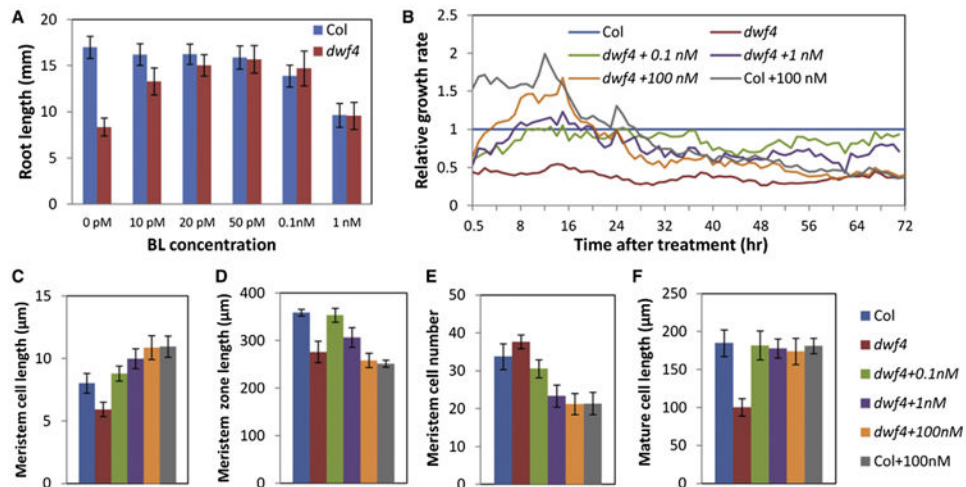 A
Root length (mm)
20
15
10
5
0
Col
dwf4
0 pM 10 pM 20 pM 50 pM 0.1nM 1 nM
BL concentration
B
Relative growth rate
2.5
2
1.5
1
0.5
0
Col dwf4
dwf4 + 0.1 nM dwf4 +1 nM
dwf4 +100 nM Col +100 nM
0.5 8 16 24 32 40 48 56 64 72
Time after treatment (hr)
C
Meristem cell length (µm)
15
10
5
0
D
Meristem zone length (µm)
400
300
200
100
0
E
Meristem cell number
50
40
30
20
10
0
F
Mature cell length (µm)
250
200
150
100
50
0
Col
dwf4
dwf4+0.1nM
dwf4+1nM
dwf4+100nM
Col+100nM